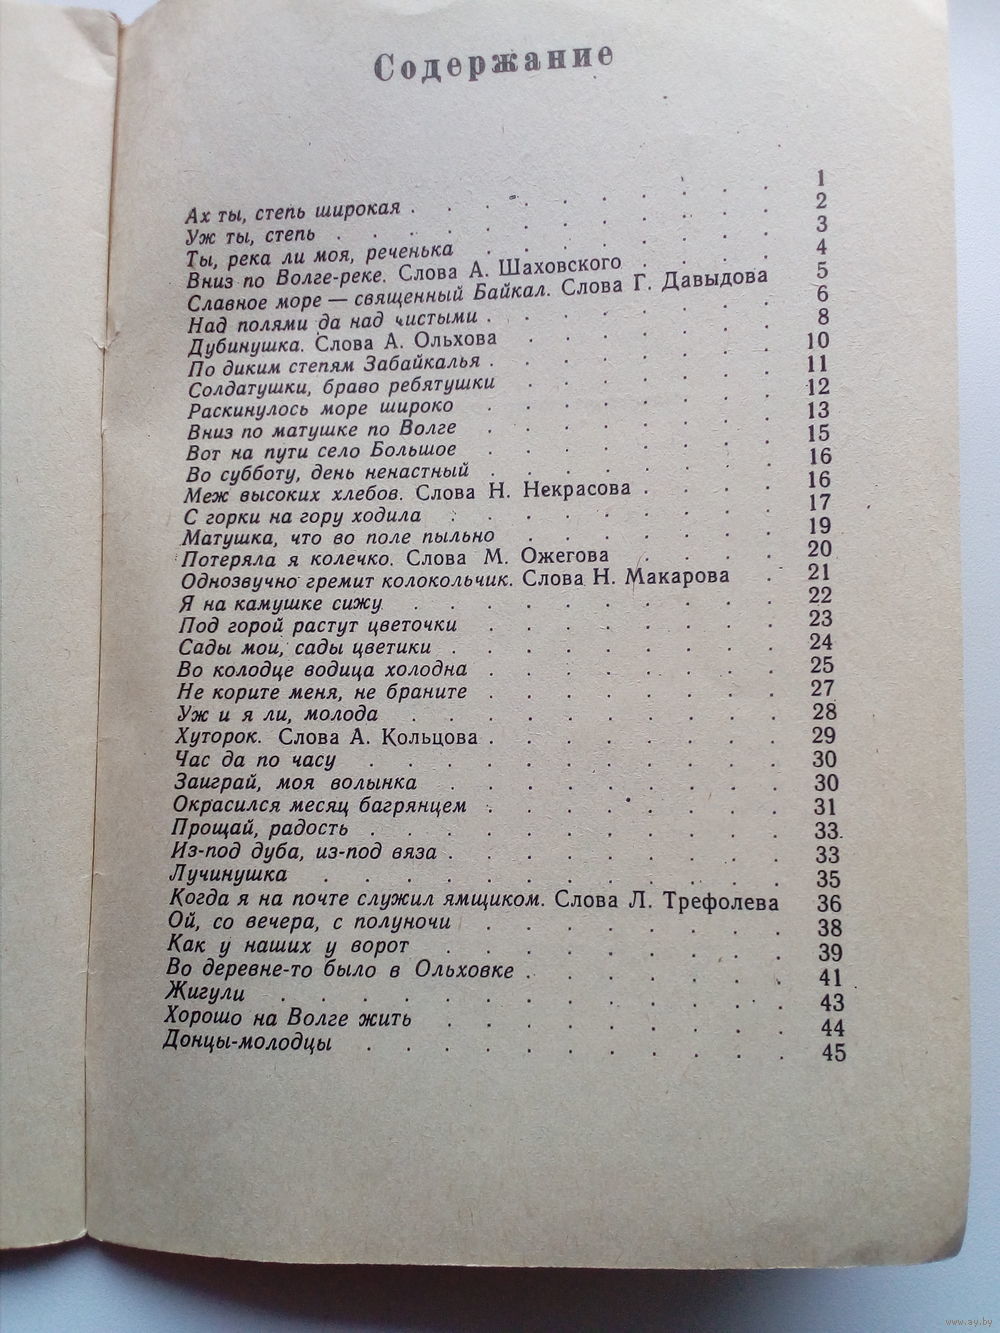 Содержание
Ах ты, степь широкая . . . . . . . . 1
Уж ты, степь . . . . . . . . 2
Ты, река ли моя, реченька . . . . . . . 3
Вниз по Волге-реке. Слова А. Шаховского . . . . 4
Славное море — священный Байкал. Слова Г. Давыдова 5
Над полями да над чистыми . . . . . . . 6
Дубинушка. Слова А. Ольхова . . . . . . . 8
По диким степям Забайкалья . . . . . . . 10
Солдатушки, браво ребятушки . . . . . . . 11
Раскинулось море широко . . . . . . . 12
Вниз по матушке по Волге . . . . . . . 13
Вот на пути село Большое . . . . . . . 15
Во субботу, день ненастный . . . . . . . 16
Меж высоких хлебов. Слова Н. Некрасова . . . . 16
С горки на гору ходила . . . . . . . . 17
Матушка, что во поле пыльно . . . . . . 19
Потеряла я колечко. Слова М. Ожегова . . . . 20
Однозвучно гремит колокольчик. Слова Н. Макарова . 21
Я на камушке сижу . . . . . . . . . 22
Под горой растут цветочки . . . . . . . 23
Сады мои, сады цветики . . . . . . . . 24
Во колодце водица холодна . . . . . . . 25
Не корите меня, не браните . . . . . . . 27
Уж и я ли, молода . . . . . . . . . 28
Хуторок. Слова А. Кольцова . . . . . . . 29
Час да по часу . . . . . . . . . 30
Заиграй, моя волынка . . . . . . . . 30
Окрасился месяц багрянцем . . . . . . . 31
Прощай, радость . . . . . . . . . 33
Из-под дуба, из-под вяза . . . . . . . . 33
Лучинушка . . . . . . . . . . 35
Когда я на почте служил ямщиком. Слова Л. Трефолева 36
Ой, со вечера, с полуночи . . . . . . . 38
Как у наших у ворот . . . . . . . . 39
Во деревне-то было в Ольховке . . . . . . 41
Жигули . . . . . . . . . . 43
Хорошо на Волге жить . . . . . . . . 44
Донцы-молодцы . . . . . . . . . 45
www.ay.by